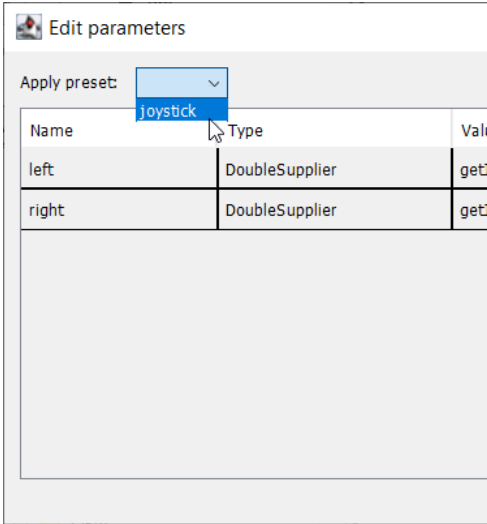 Edit parameters
Apply preset:
joystick
Name Type
left DoubleSupplier
right DoubleSupplier